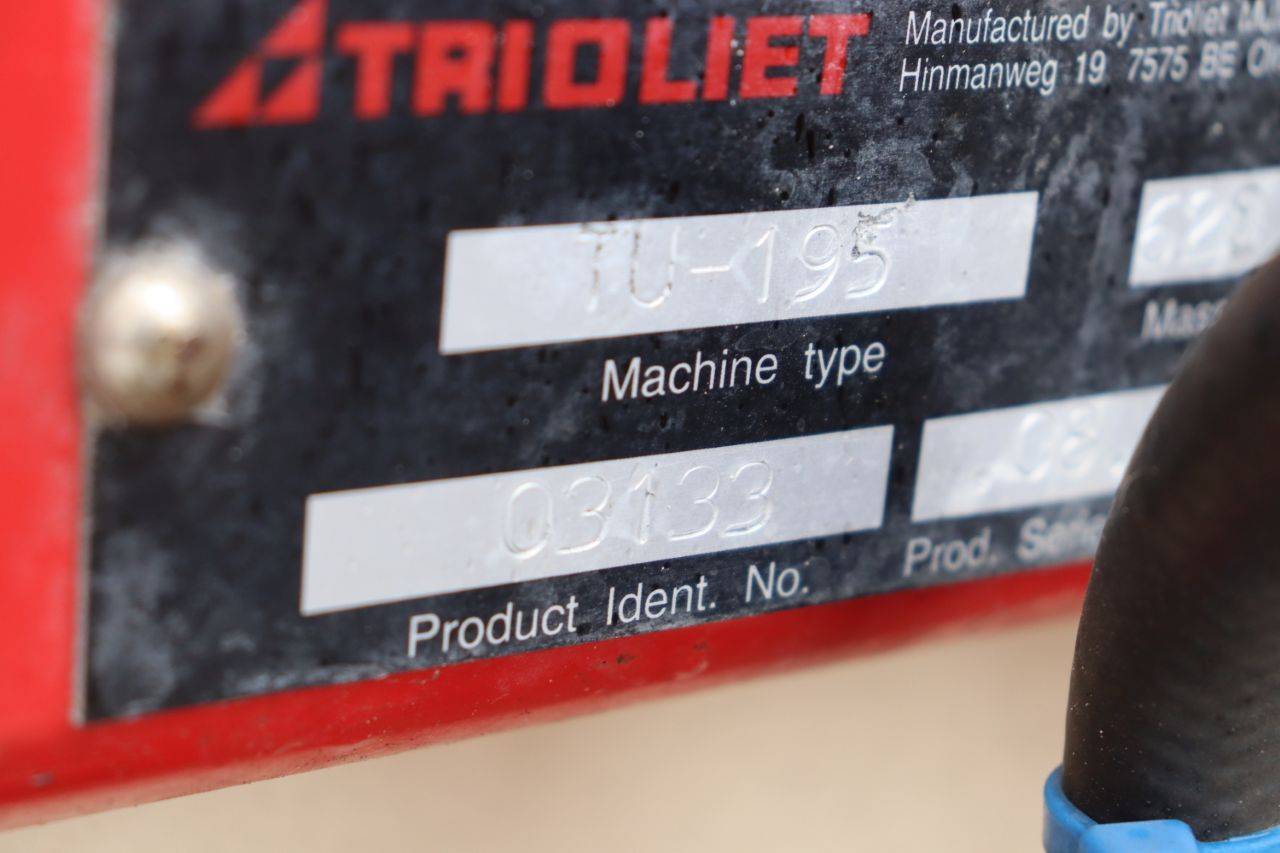 TRIOLIET
Manufactured by Trioliet
Hinmanweg 19 7575 BE
TU-195
Machine type
03133
Product Ident. No.
Prod.